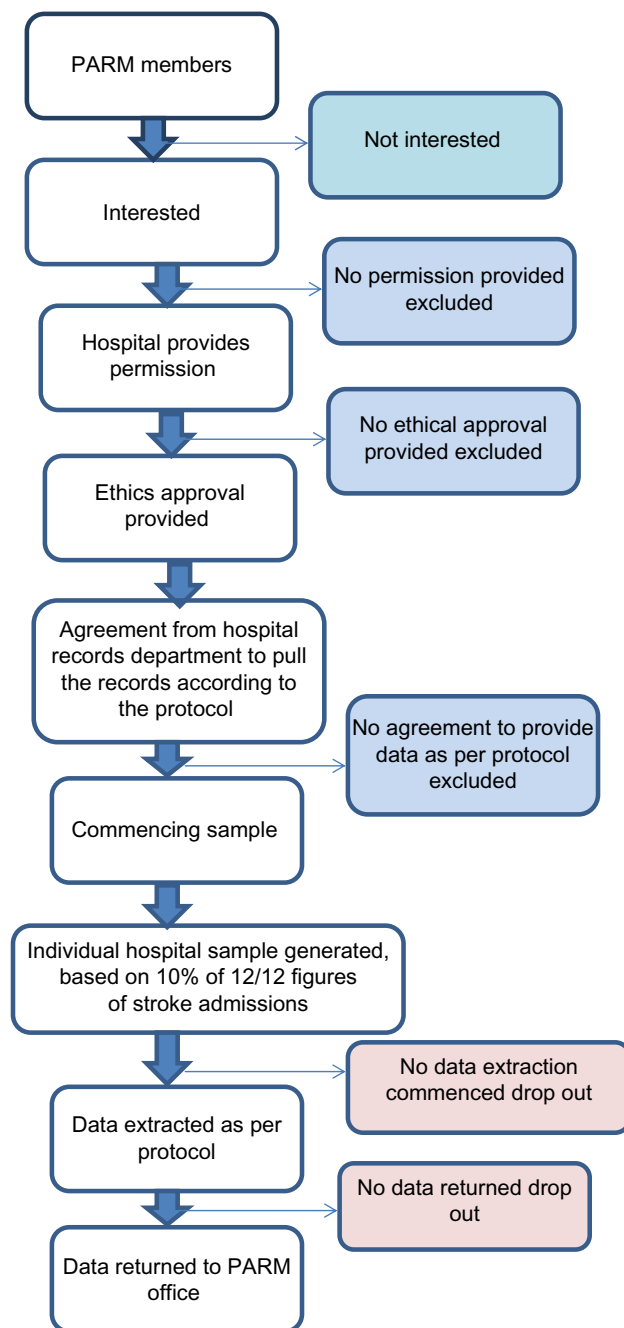 PARM members
Not interested
Interested
No permission provided
excluded
Hospital provides
permission
No ethical approval
provided excluded
Ethics approval
provided
Agreement from hospital
records department to pull
the records according to
the protocol
No agreement to provide
data as per protocol
excluded
Commencing sample
Individual hospital sample generated,
based on 10% of 12/12 figures
of stroke admissions
No data extraction
commenced drop out
Data extracted as per
protocol
No data returned drop
out
Data returned to PARM
office